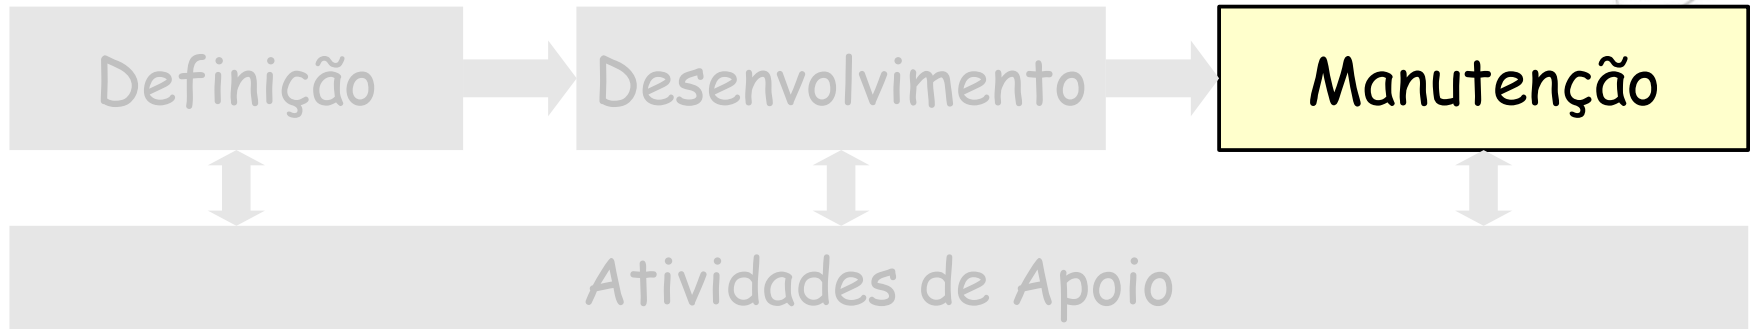 Definição Desenvolvimento Manutenção
Atividades de Apoio